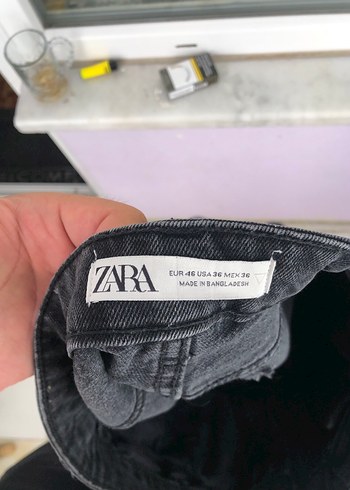 ZARA
EUR 46 USA 36 MEX 36
MADE IN BANGLADESH